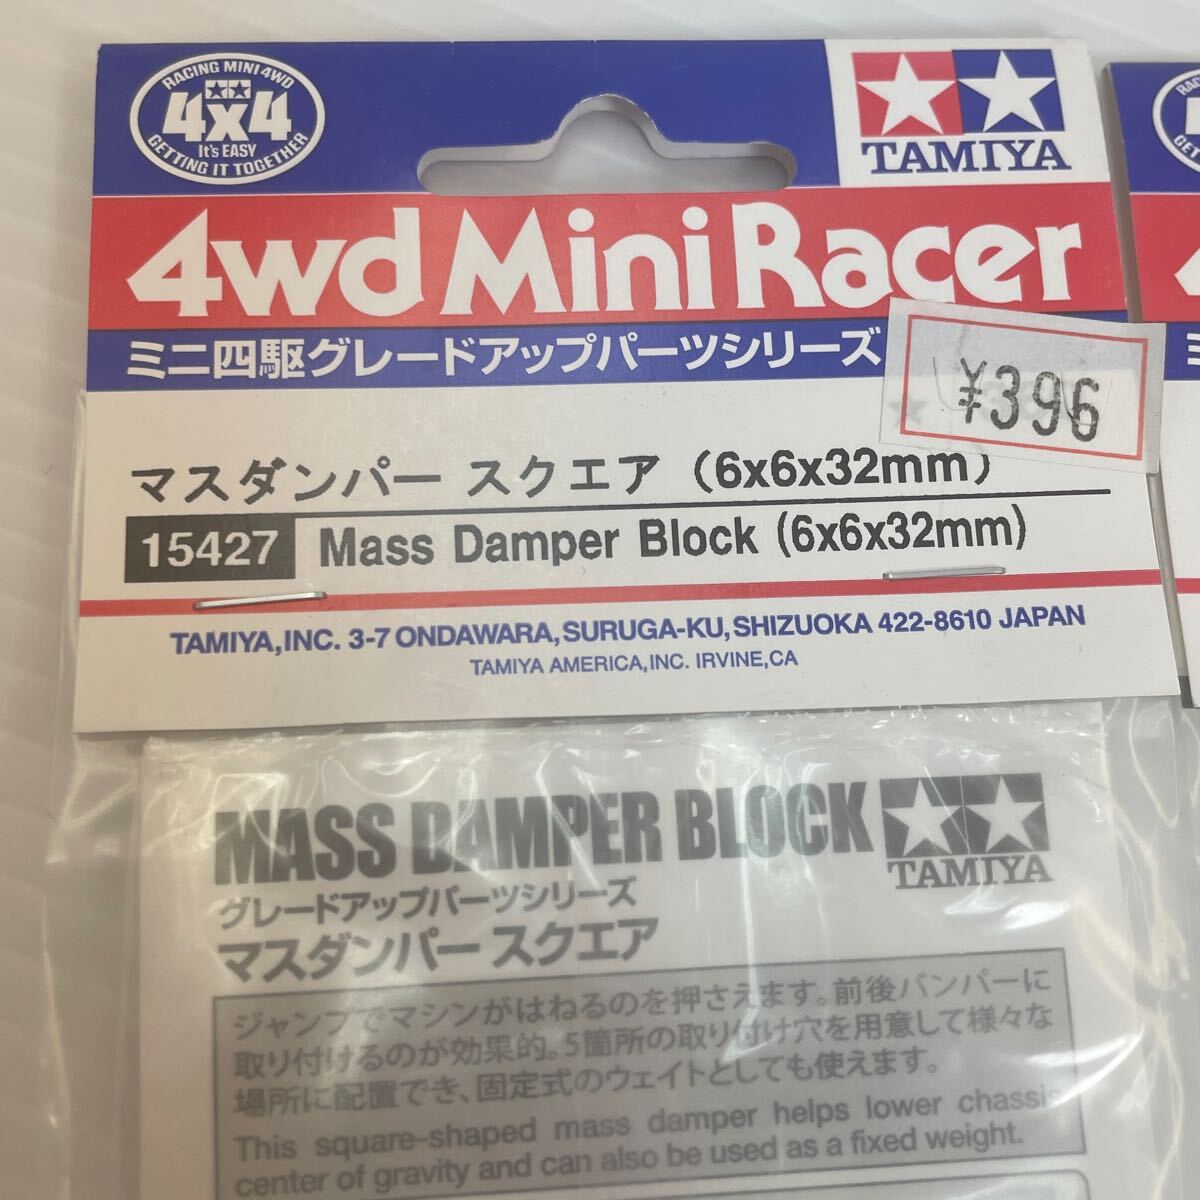 RACING MINI 4WD
4x4
It's EASY
GETTING IT TOGETHER
TAMIYA
4wd Mini Racer
ミニ四駆グレードアップパーツシリーズ
¥396
マスダンパー スクエア (6x6x32mm)
15427 Mass Damper Block (6x6x32mm)
TAMIYA,INC. 3-7 ONDAWARA,SURUGA-KU,SHIZUOKA 422-8610 JAPAN
TAMIYA AMERICA,INC. IRVINE,CA
MASS DAMPER BLOCK
TAMIYA
グレードアップパーツシリーズ
マスダンパー スクエア
ジャンプでマシンがはねるのを押さえます。前後バンパーに
取り付けるのが効果的。5箇所の取り付け穴を用意して様々な
場所に配置でき、固定式のウェイトとしても使えます。
This square-shaped mass damper helps lower chassis
center of gravity and can also be used as a fixed weight.